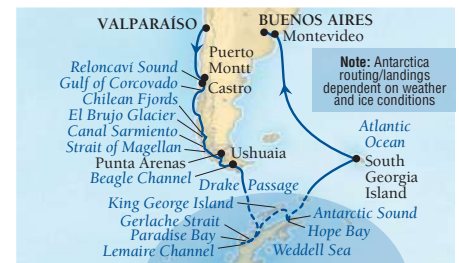 VALPARAÍSO
BUENOS AIRES
Montevideo
Puerto
Montt
Note: Antarctica
routing/landings
dependent on weather
and ice conditions
Reloncaví Sound
Gulf of Corcovado
Castro
Chilean Fjords
El Brujo Glacier
Canal Sarmiento
Strait of Magellan
Ushuaia
Punta Arenas
Beagle Channel
Drake Passage
Atlantic
Ocean
South
Georgia
Island
King George Island
Antarctic Sound
Gerlache Strait
Hope Bay
Paradise Bay
Lemaire Channel
Weddell Sea